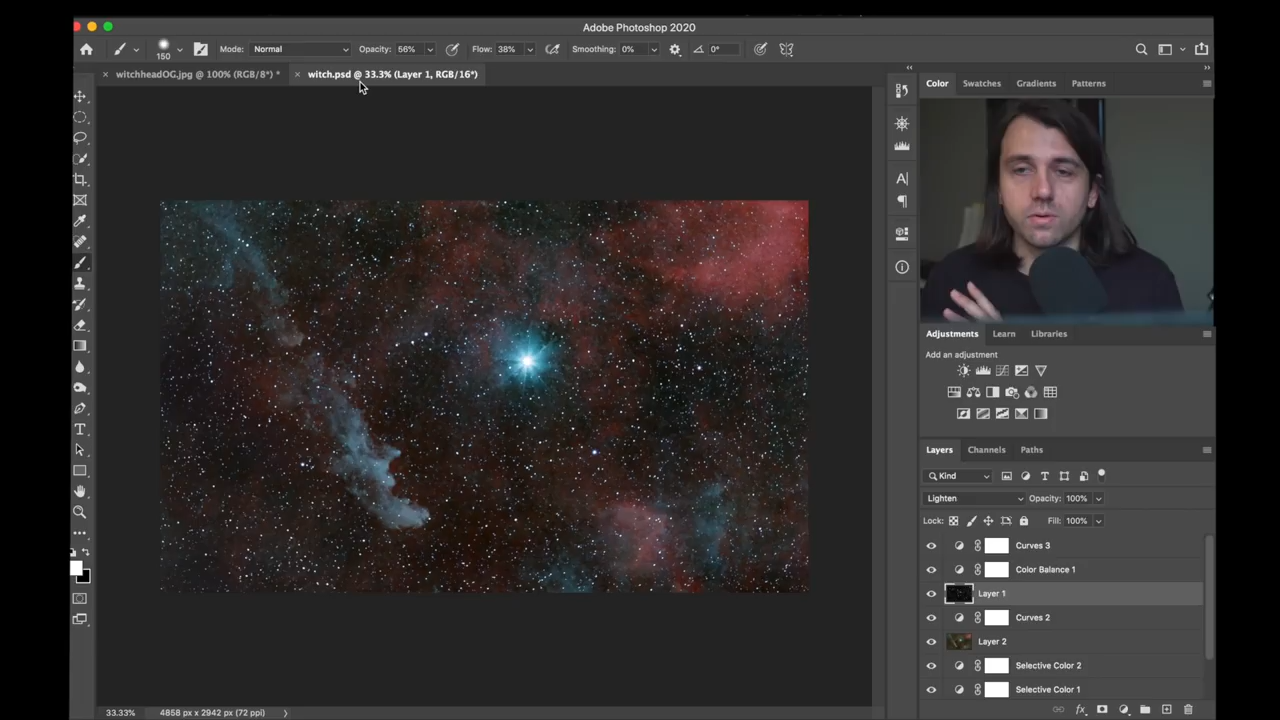 Adobe Photoshop 2020
150 Mode: Normal Opacity: 56% Flow: 38% Smoothing: 0% 0°
witchheadOG.jpg @ 100% (RGB/8*) * witch.psd @ 33.3% (Layer 1, RGB/16*)
Color Swatches Gradients Patterns
Adjustments Learn Libraries
Add an adjustment
Layers Channels Paths
Kind
Lighten Opacity: 100%
Lock: Fill: 100%
Curves 3
Color Balance 1
Layer 1
Curves 2
Layer 2
Selective Color 2
Selective Color 1
33.33% 4858 px x 2942 px (72 ppi)